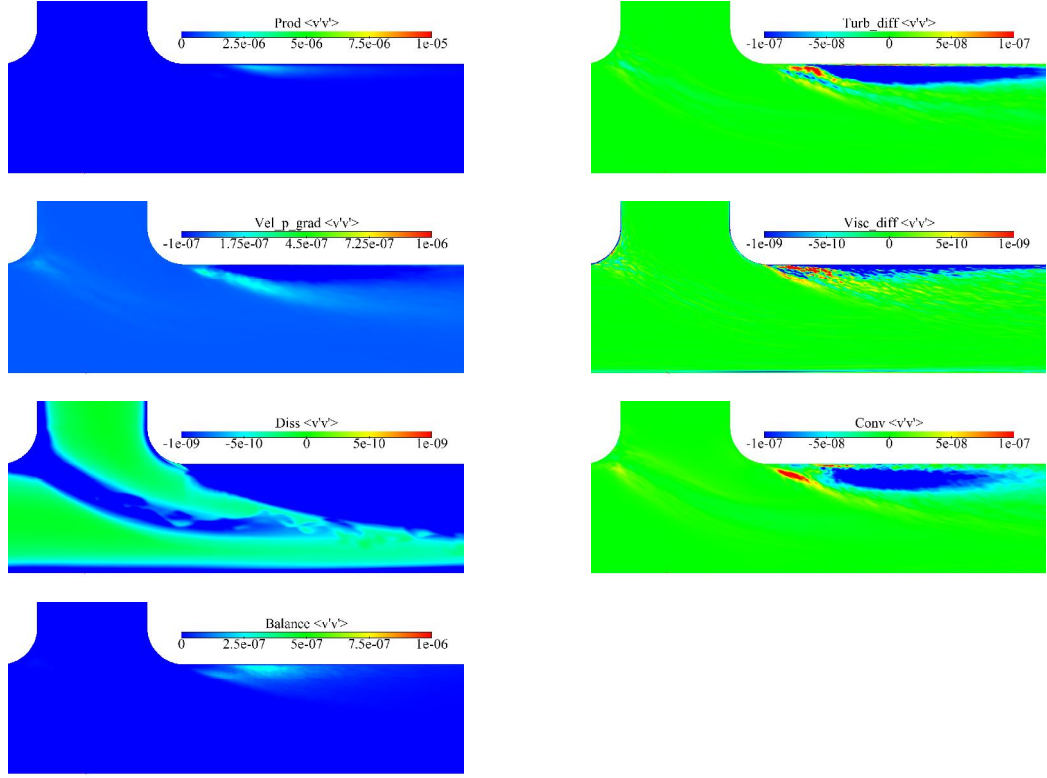 Prod <v'v'>
0 2.5e-06 5e-06 7.5e-06 1e-05
Turb_diff <v'v'>
-1e-07 -5e-08 0 5e-08 1e-07
Vel_p_grad <v'v'>
-1e-07 1.75e-07 4.5e-07 7.25e-07 1e-06
Visc_diff <v'v'>
-1e-09 -5e-10 0 5e-10 1e-09
Diss <v'v'>
-1e-09 -5e-10 0 5e-10 1e-09
Conv <v'v'>
-1e-07 -5e-08 0 5e-08 1e-07
Balance <v'v'>
0 2.5e-07 5e-07 7.5e-07 1e-06